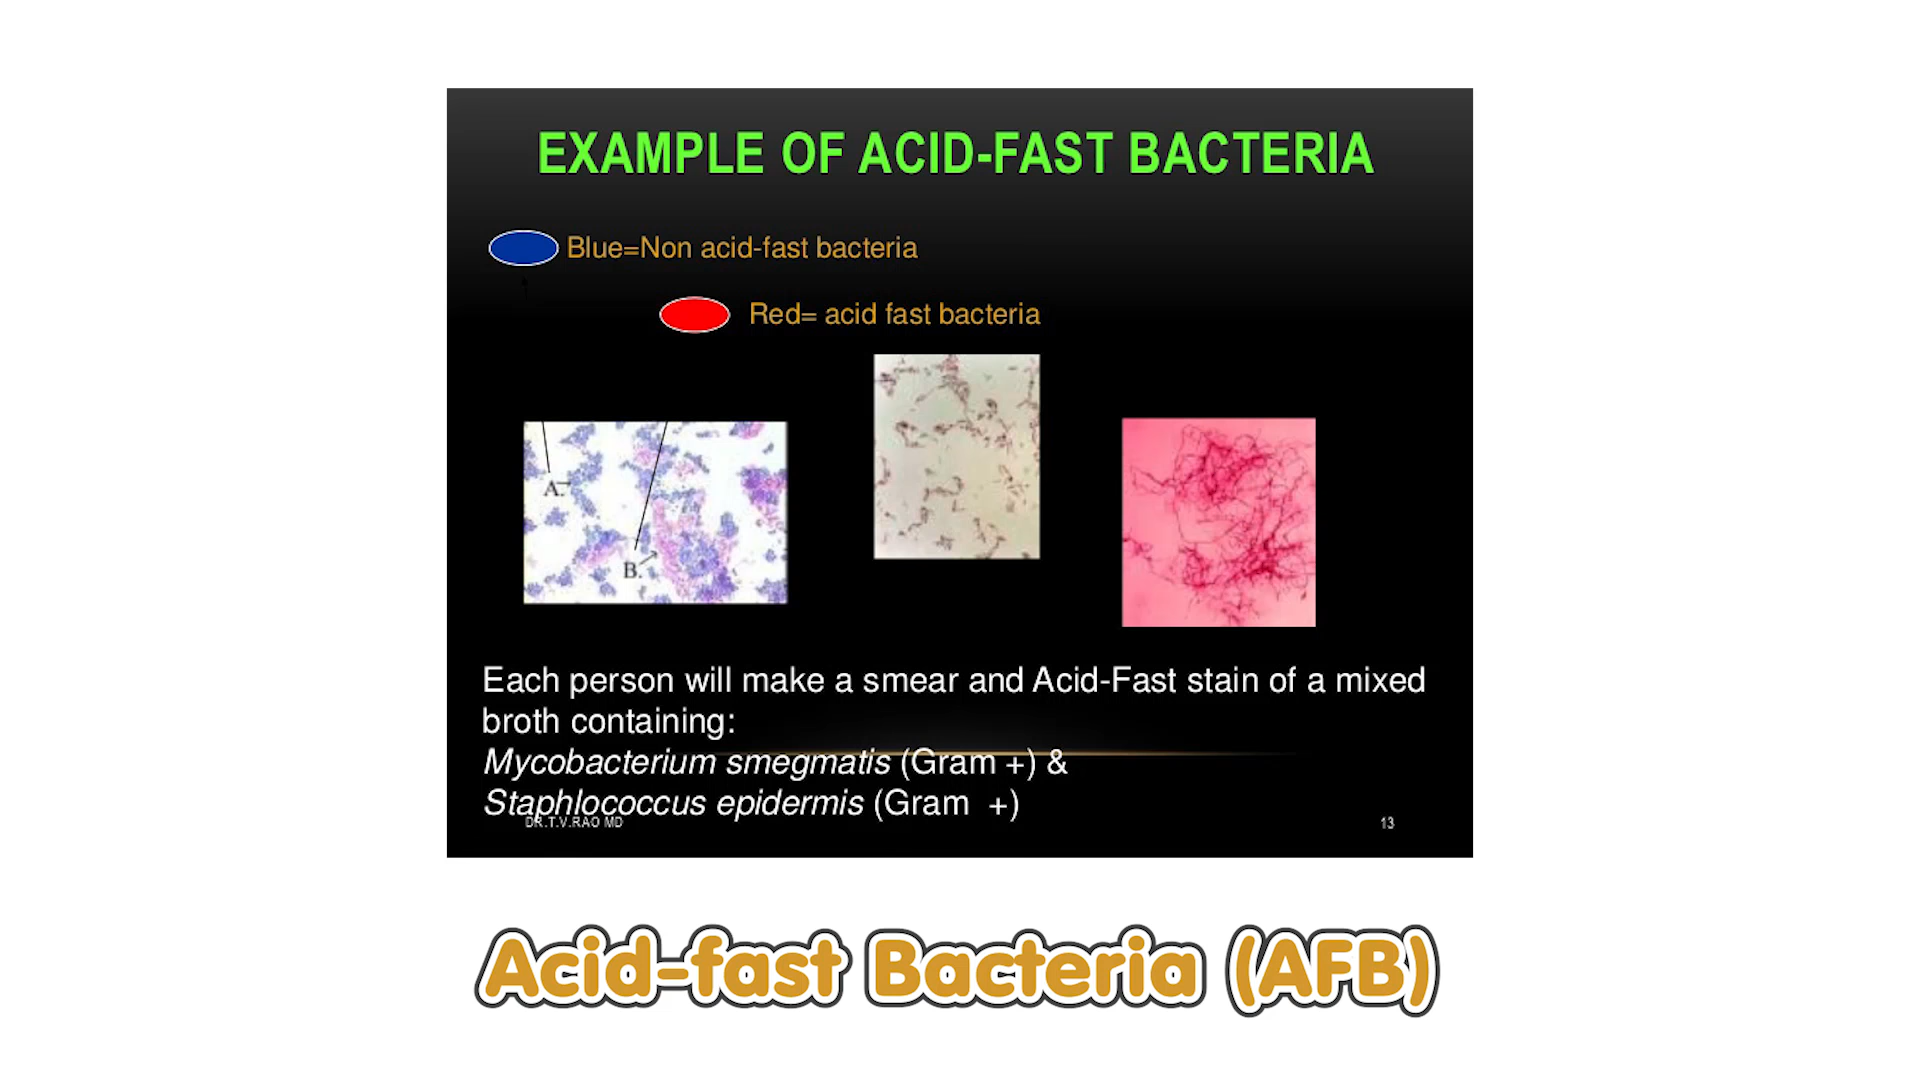 EXAMPLE OF ACID-FAST BACTERIA
Blue=Non acid-fast bacteria
Red= acid fast bacteria
A.
B.
Each person will make a smear and Acid-Fast stain of a mixed
broth containing:
Mycobacterium smegmatis (Gram +) &
Staphlococcus epidermis (Gram +)
DR.T.V.RAO MD
13
Acid-fast Bacteria (AFB)